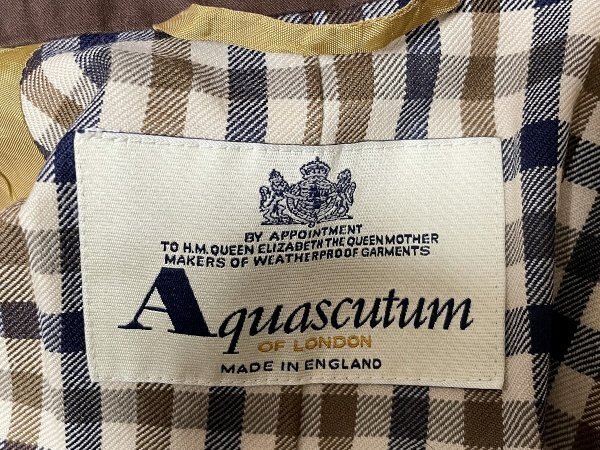 BY APPOINTMENT
TO H.M. QUEEN ELIZABETH THE QUEEN MOTHER
MAKERS OF WEATHERPROOF GARMENTS
Aquascutum
OF LONDON
MADE IN ENGLAND